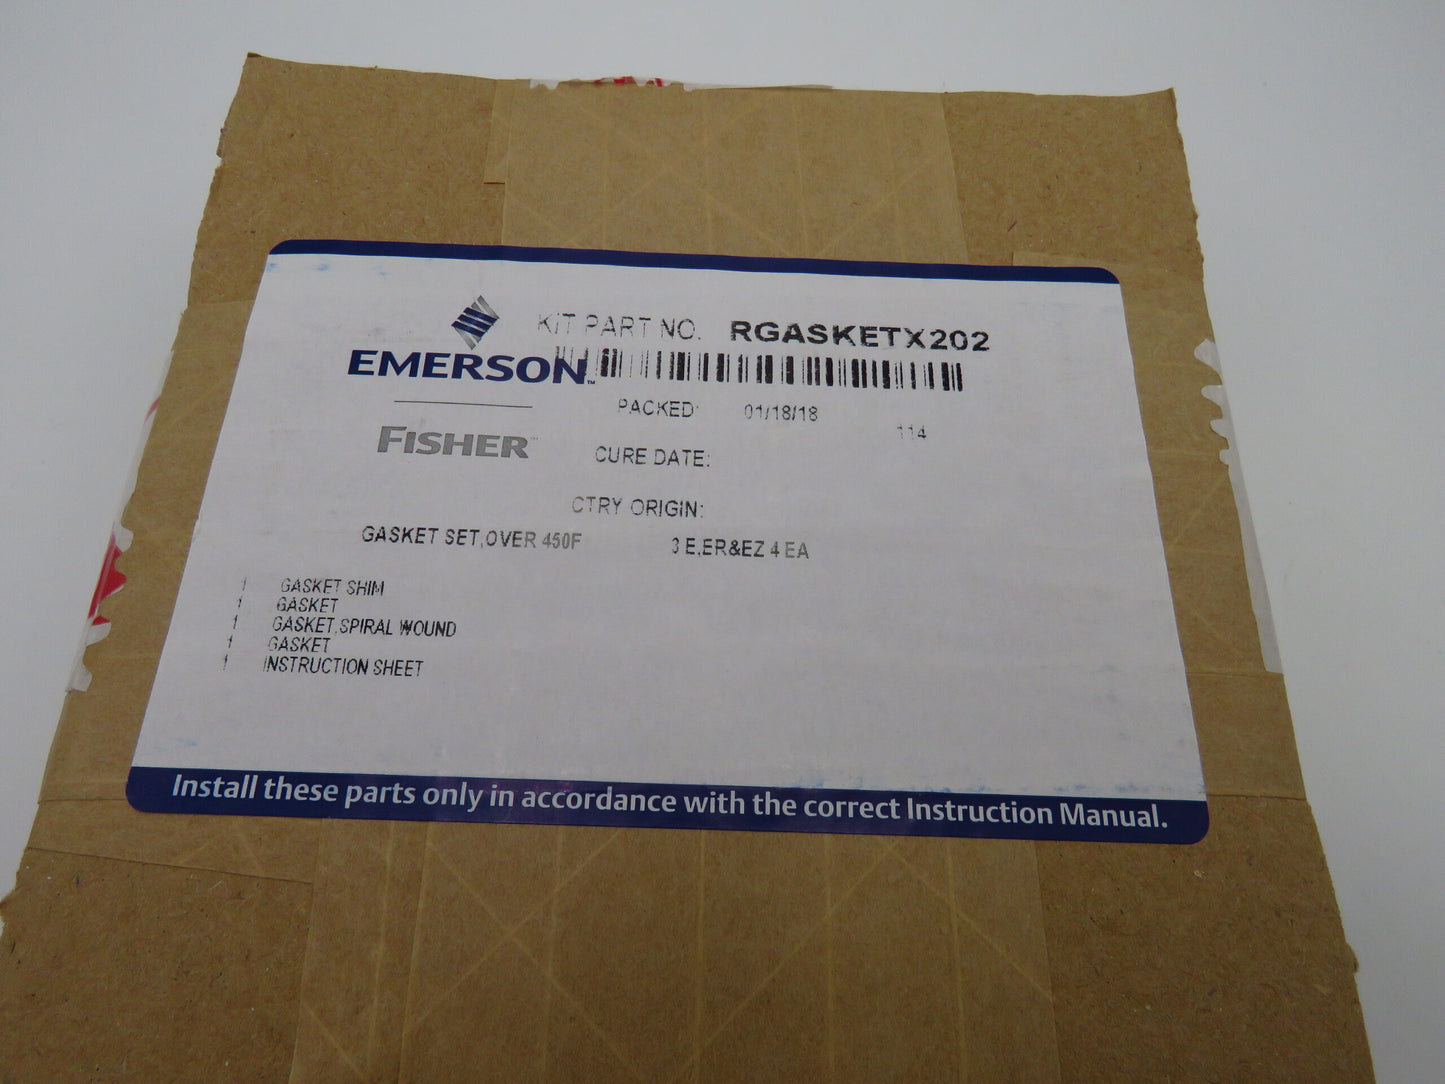 KIT PART NO. RGASKETX202
EMERSON™
PACKED: 01/18/18
114
FISHER™
CURE DATE:
CTRY ORIGIN:
GASKET SET,OVER 450F 3 E,ER&EZ 4 EA
1 GASKET SHIM
1 GASKET
1 GASKET,SPIRAL WOUND
1 GASKET
1 INSTRUCTION SHEET
Install these parts only in accordance with the correct Instruction Manual.